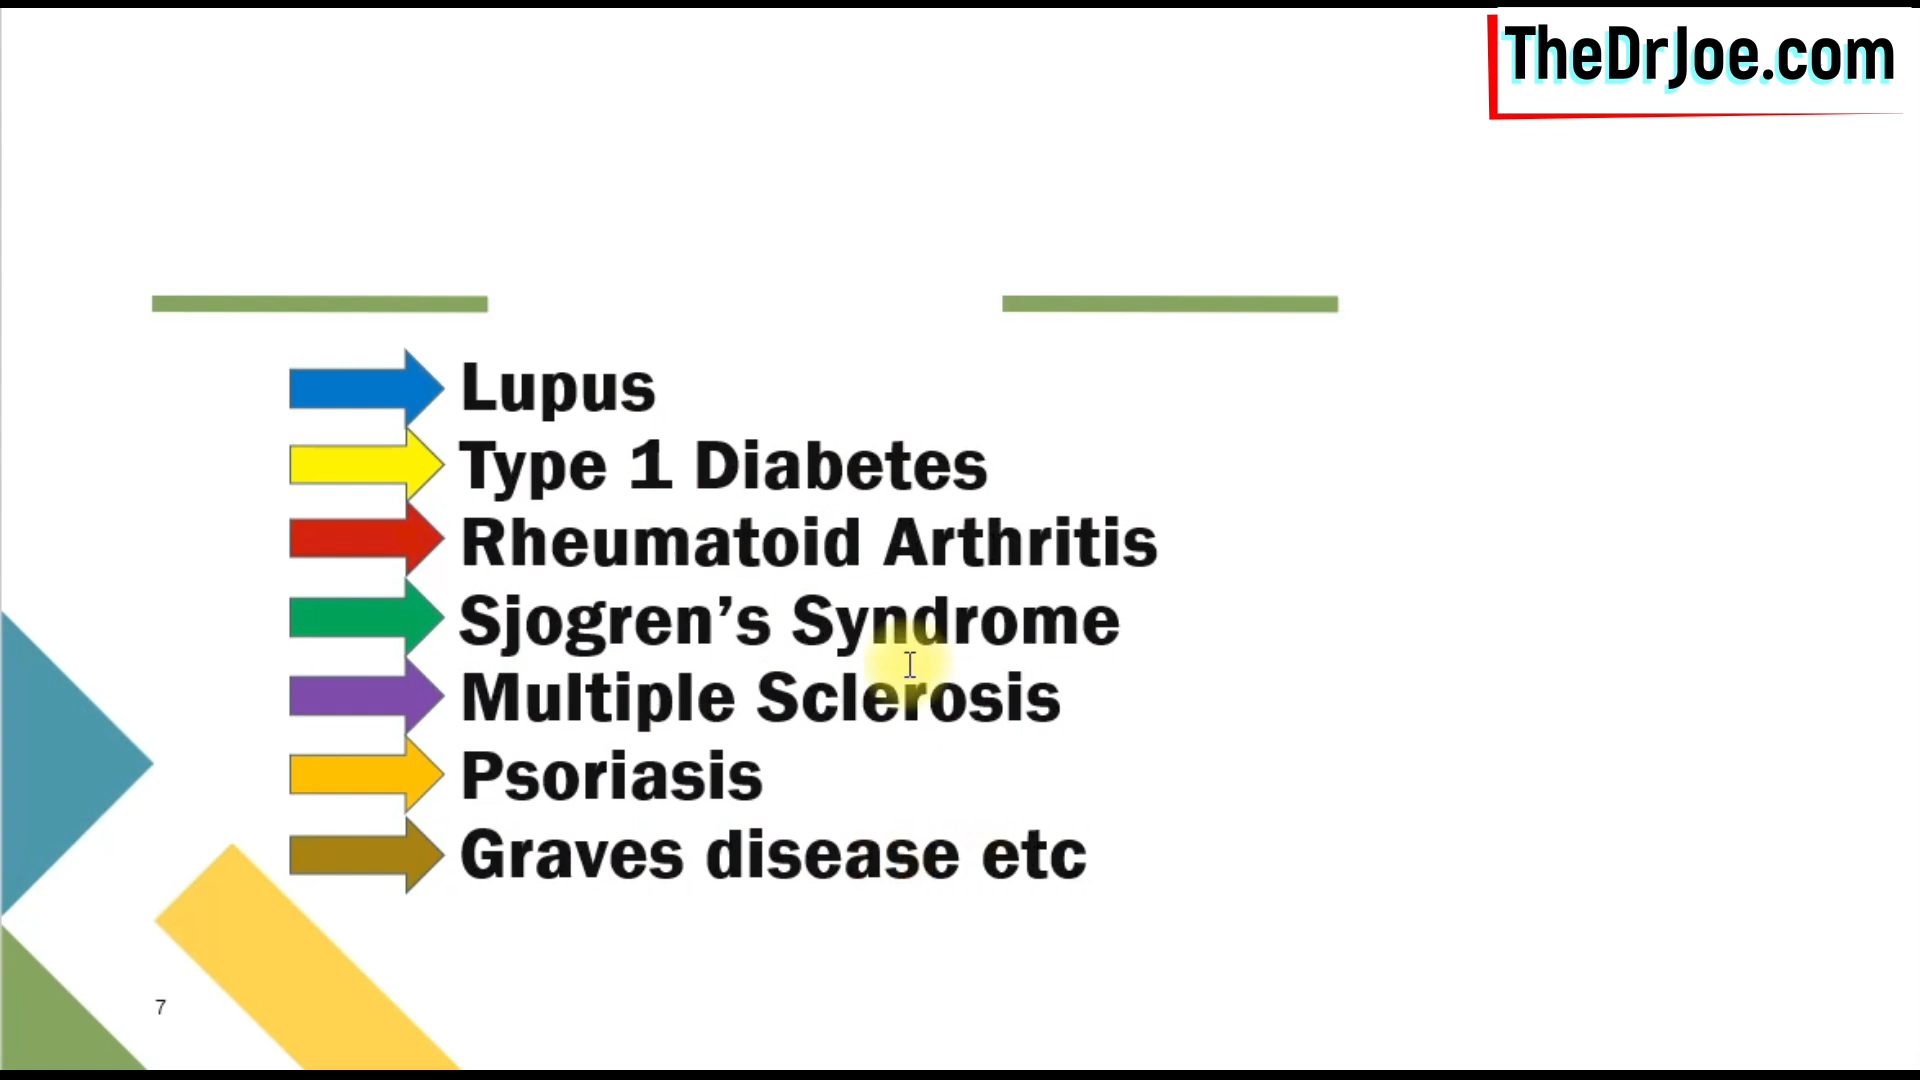 TheDrJoe.com
Lupus
Type 1 Diabetes
Rheumatoid Arthritis
Sjogren’s Syndrome
Multiple Sclerosis
Psoriasis
Graves disease etc
7